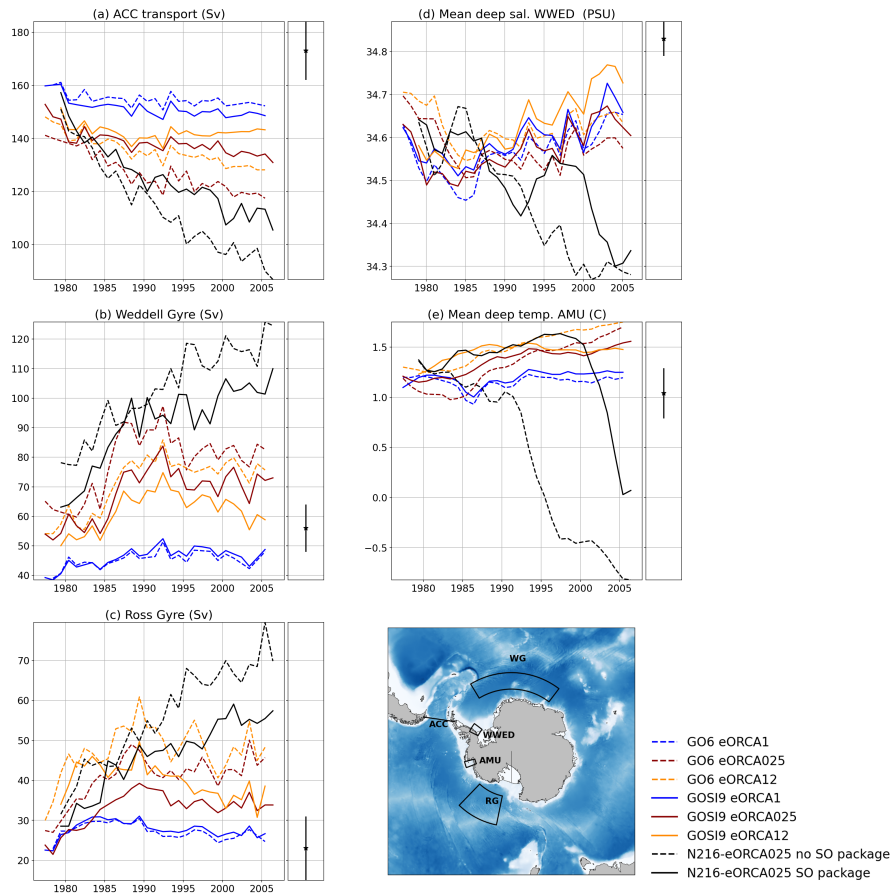 (a) ACC transport (Sv)
180
160
140
120
100
1980 1985 1990 1995 2000 2005
(d) Mean deep sal. WWED (PSU)
34.8
34.7
34.6
34.5
34.4
34.3
1980 1985 1990 1995 2000 2005
(b) Weddell Gyre (Sv)
120
110
100
90
80
70
60
50
40
1980 1985 1990 1995 2000 2005
(e) Mean deep temp. AMU (C)
1.5
1.0
0.5
0.0
−0.5
1980 1985 1990 1995 2000 2005
(c) Ross Gyre (Sv)
70
60
50
40
30
20
1980 1985 1990 1995 2000 2005
WG
ACC
WWED
AMU
RG
GO6 eORCA1
GO6 eORCA025
GO6 eORCA12
GOSI9 eORCA1
GOSI9 eORCA025
GOSI9 eORCA12
N216-eORCA025 no SO package
N216-eORCA025 SO package